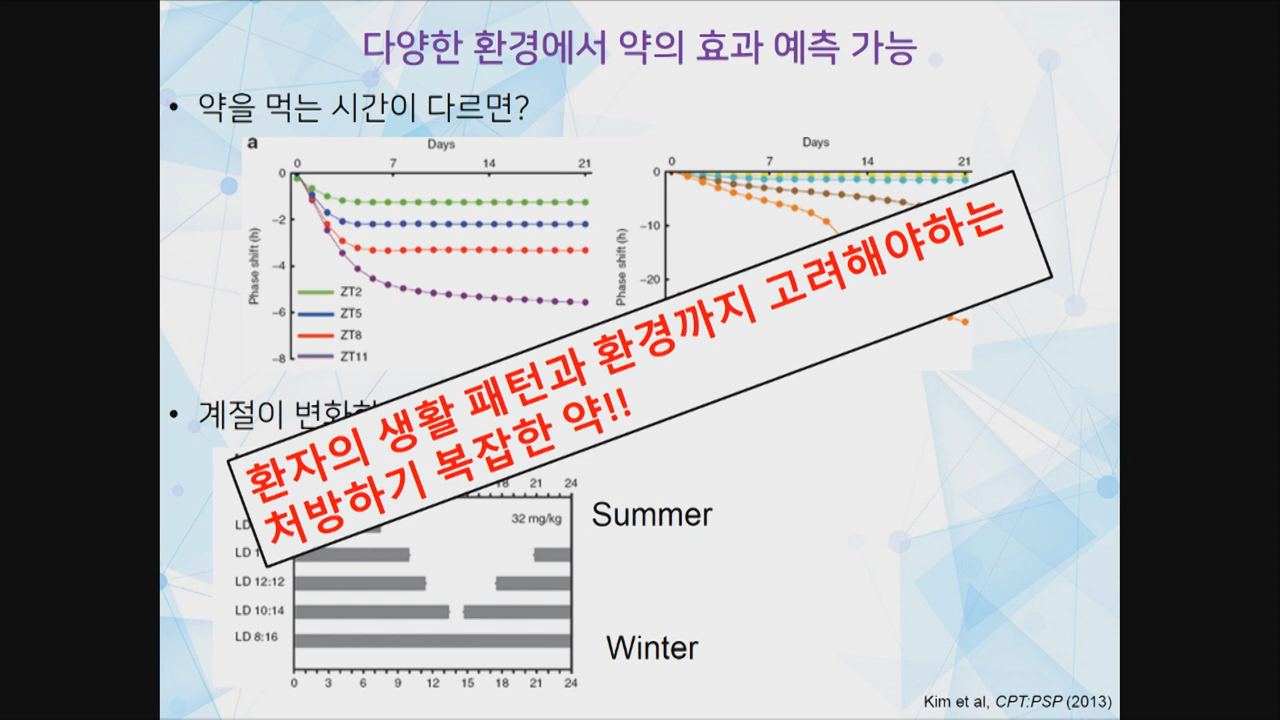 다양한 환경에서 약의 효과 예측 가능
• 약을 먹는 시간이 다르면?
a
Days
0 7 14 21
0
−2
−4
−6
−8
Phase shift (h)
ZT2
ZT5
ZT8
ZT11
Days
0 7 14 21
0
−10
−20
Phase shift (h)
환자의 생활 패턴과 환경까지 고려해야하는
처방하기 복잡한 약!!
• 계절이
18 21 24
32 mg/kg
LD
LD 1
LD 12:12
LD 10:14
LD 8:16
0 3 6 9 12 15 18 21 24
Summer
Winter
Kim et al, CPT:PSP (2013)